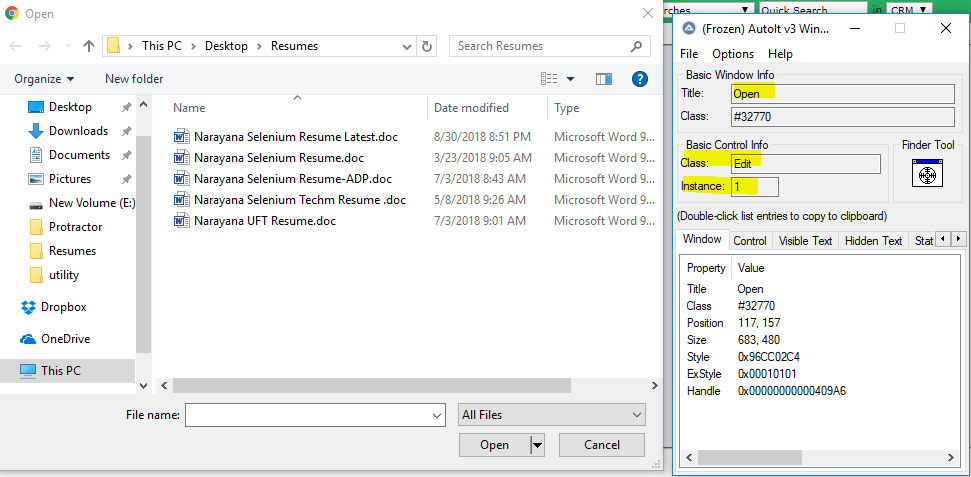 Open
This PC > Desktop > Resumes
Search Resumes
Organize
New folder
Desktop
Downloads
Documents
Pictures
New Volume (E:)
Protractor
Resumes
utility
Dropbox
OneDrive
This PC
Name Date modified Type
Narayana Selenium Resume Latest.doc 8/30/2018 8:51 PM Microsoft Word 9...
Narayana Selenium Resume.doc 3/23/2018 9:05 AM Microsoft Word 9...
Narayana Selenium Resume-ADP.doc 7/3/2018 8:43 AM Microsoft Word 9...
Narayana Selenium Techm Resume .doc 5/8/2018 9:26 AM Microsoft Word 9...
Narayana UFT Resume.doc 7/3/2018 9:01 AM Microsoft Word 9...
File name:
All Files
Open
Cancel
rches Quick Search in CRM
(Frozen) AutoIt v3 Win...
File Options Help
Basic Window Info
Title: Open
Class: #32770
Basic Control Info
Class: Edit
Instance: 1
Finder Tool
(Double-click list entries to copy to clipboard)
Window Control Visible Text Hidden Text Stat
Property Value
Title Open
Class #32770
Position 117, 157
Size 683, 480
Style 0x96CC02C4
ExStyle 0x00010101
Handle 0x00000000000409A6